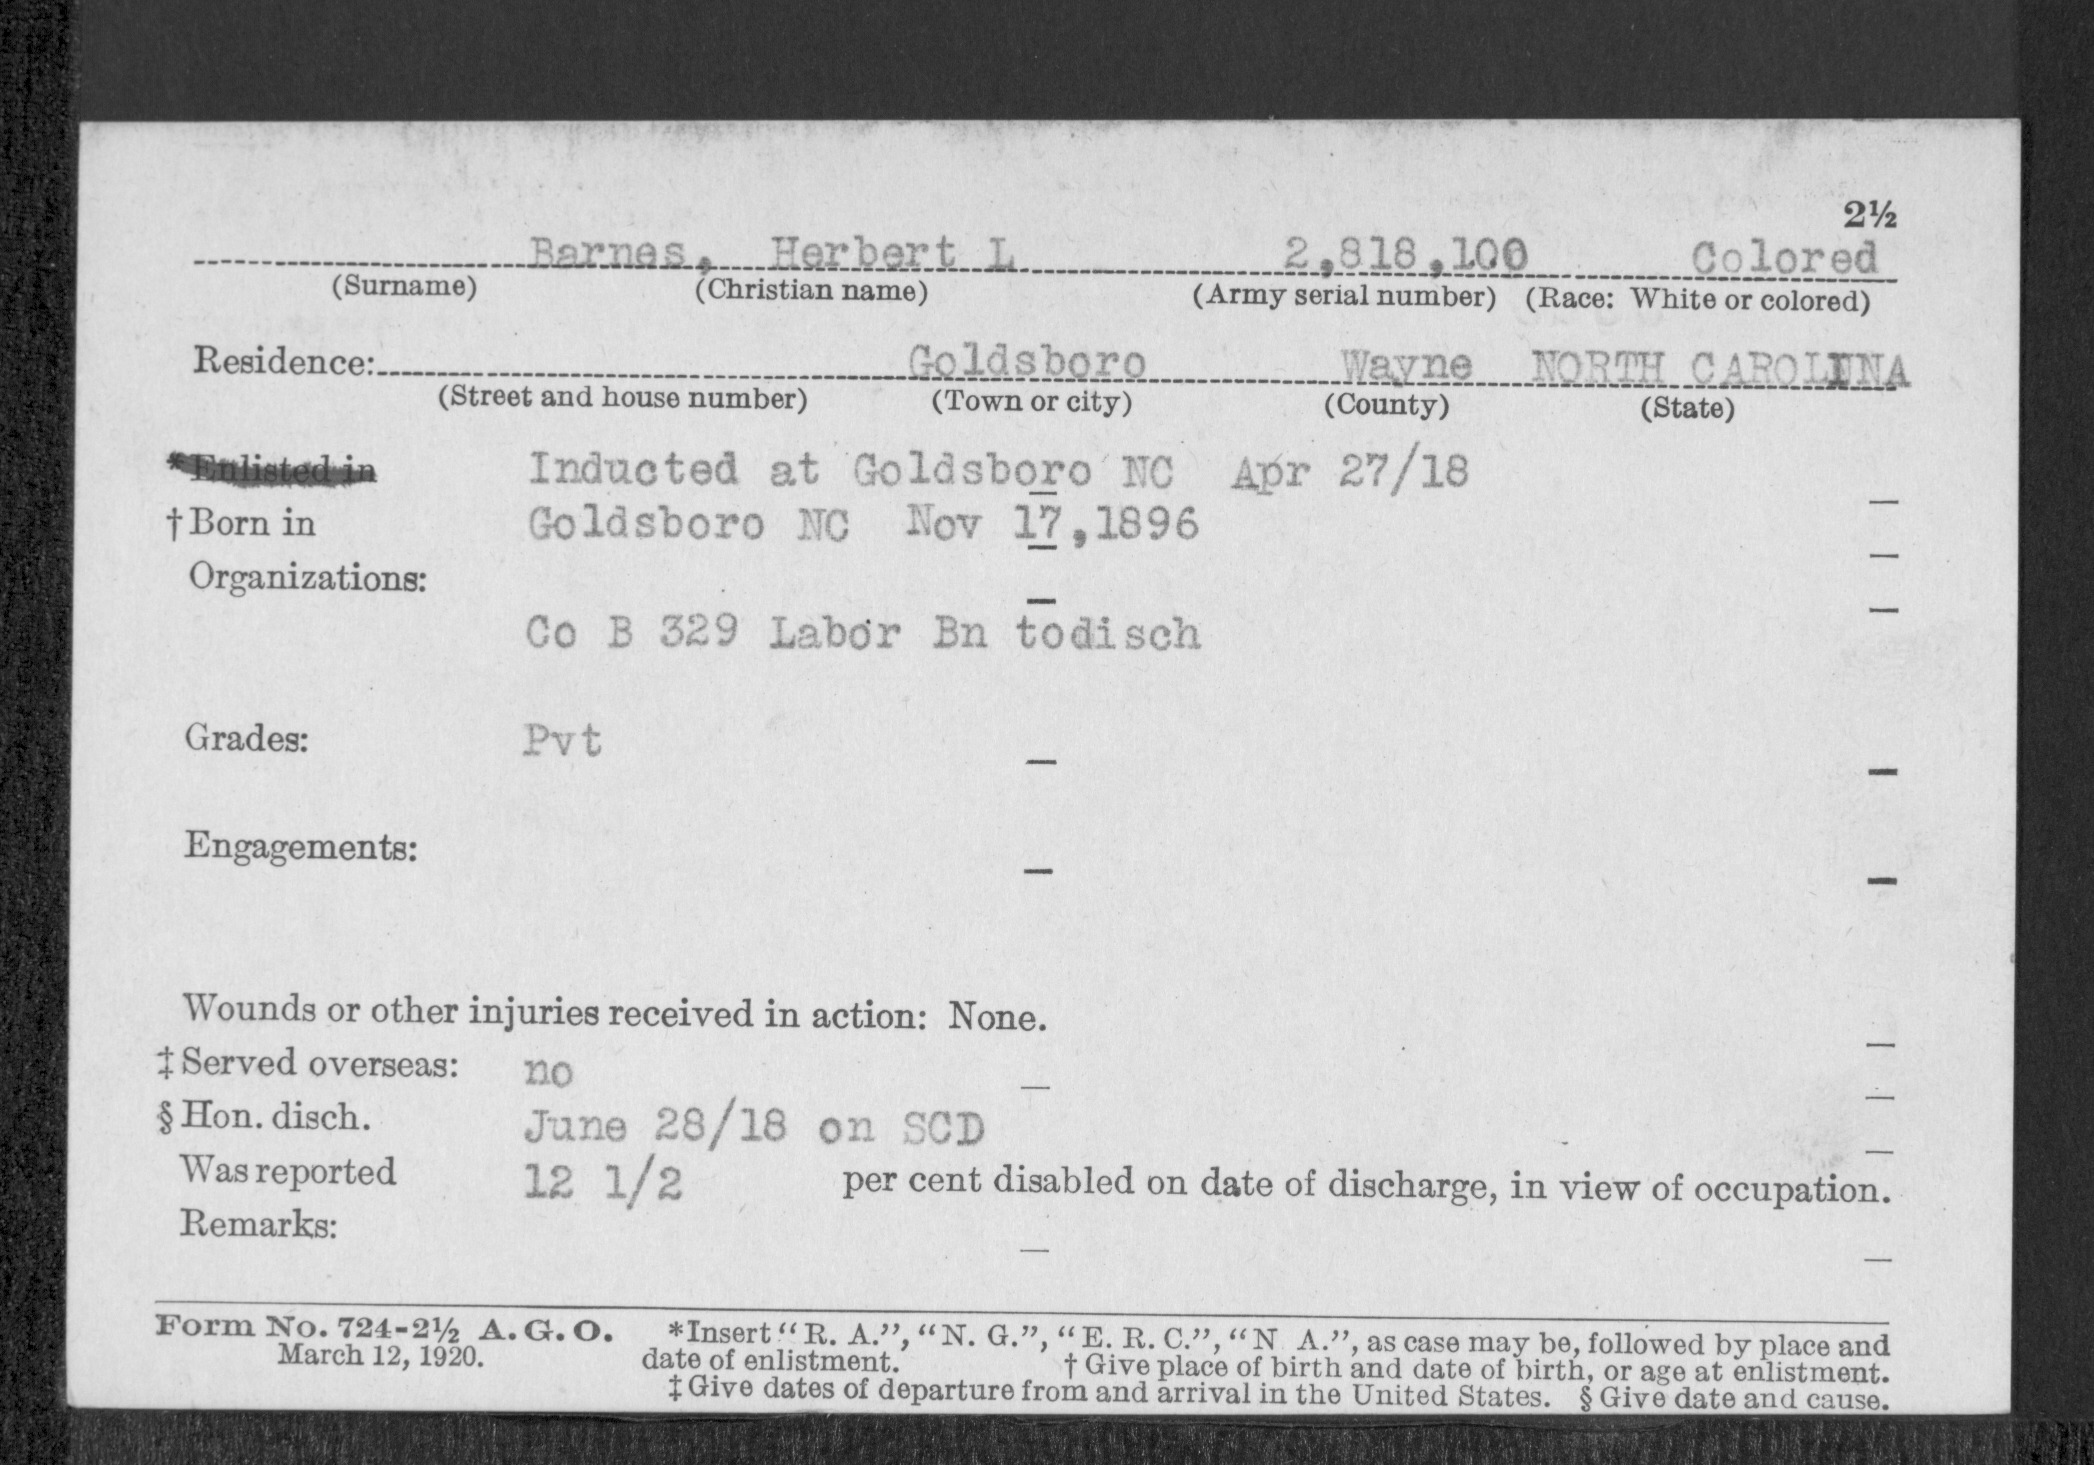 2½
Barnes, Herbert L 2,818,100 Colored
(Surname) (Christian name) (Army serial number) (Race: White or colored)
Residence: Goldsboro Wayne NORTH CAROLINA
(Street and house number) (Town or city) (County) (State)
*Enlisted in Inducted at Goldsboro NC Apr 27/18
†Born in Goldsboro NC Nov 17,1896
Organizations:
Co B 329 Labor Bn todisch
Grades: Pvt
Engagements:
Wounds or other injuries received in action: None.
‡Served overseas: no
§Hon. disch. June 28/18 on SCD
Was reported 12 1/2 per cent disabled on date of discharge, in view of occupation.
Remarks:
Form No. 724-2½ A. G. O. *Insert "R. A.", "N. G.", "E. R. C.", "N A.", as case may be, followed by place and
March 12, 1920. date of enlistment. †Give place of birth and date of birth, or age at enlistment.
‡Give dates of departure from and arrival in the United States. §Give date and cause.